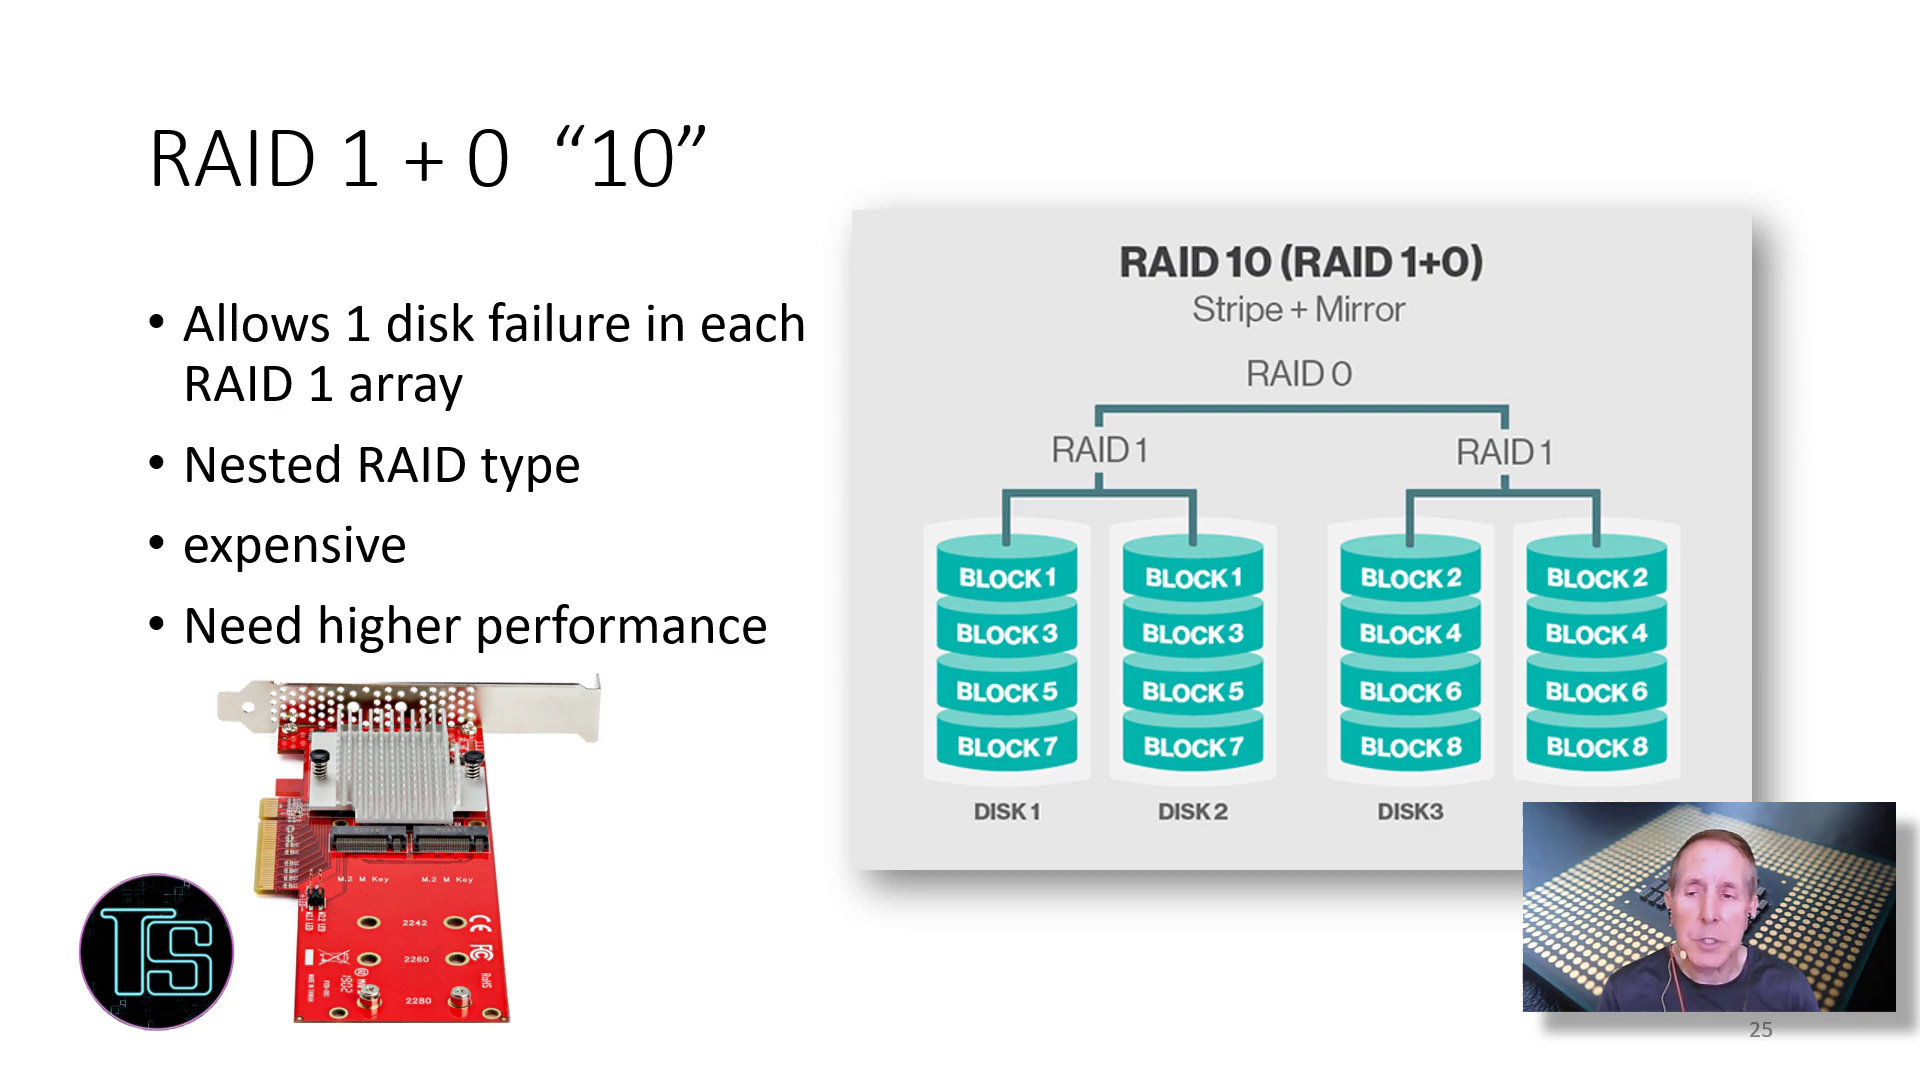 RAID 1 + 0 “10”
• Allows 1 disk failure in each
RAID 1 array
• Nested RAID type
• expensive
• Need higher performance
RAID 10 (RAID 1+0)
Stripe + Mirror
RAID 0
RAID 1 RAID 1
BLOCK 1 BLOCK 1 BLOCK 2 BLOCK 2
BLOCK 3 BLOCK 3 BLOCK 4 BLOCK 4
BLOCK 5 BLOCK 5 BLOCK 6 BLOCK 6
BLOCK 7 BLOCK 7 BLOCK 8 BLOCK 8
DISK 1 DISK 2 DISK3
M.2 M Key M.2 M Key
2242
2260
2280
CE
FC
RoHS
TS
25